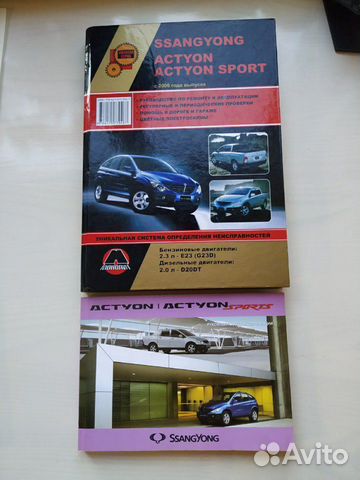 SSANGYONG
ACTYON
ACTYON SPORT
с 2006 года выпуска
• РУКОВОДСТВО ПО РЕМОНТУ И ЭКСПЛУАТАЦИИ
• РЕГУЛЯРНЫЕ И ПЕРИОДИЧЕСКИЕ ПРОВЕРКИ
• ПОМОЩЬ В ДОРОГЕ И ГАРАЖЕ
• ЦВЕТНЫЕ ЭЛЕКТРОСХЕМЫ
УНИКАЛЬНАЯ СИСТЕМА ОПРЕДЕЛЕНИЯ НЕИСПРАВНОСТЕЙ
Бензиновые двигатели:
2.3 л - E23 (G23D)
Дизельные двигатели:
2.0 л - D20DT
ACTYON | ACTYON SPORTS
SSANGYONG
Avito